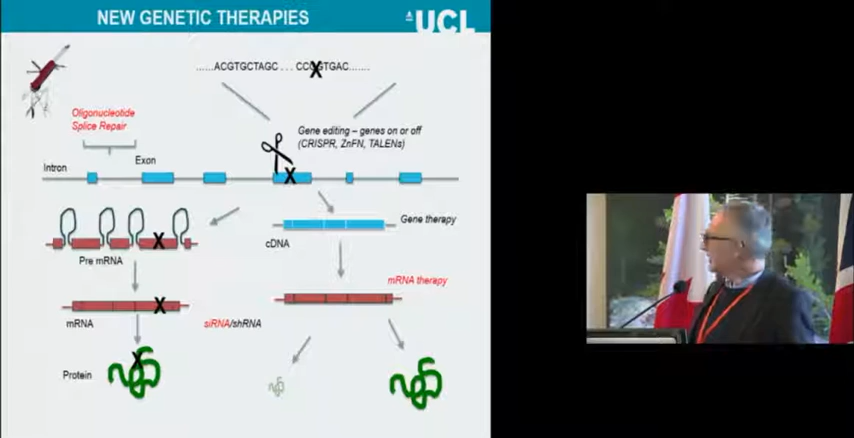 NEW GENETIC THERAPIES
UCL
......ACGTGCTAGC . . . CCCGTGAC.......
Oligonucleotide
Splice Repair
Gene editing – genes on or off
(CRISPR, ZnFN, TALENs)
Intron
Exon
Gene therapy
cDNA
Pre mRNA
mRNA therapy
mRNA
siRNA/shRNA
Protein